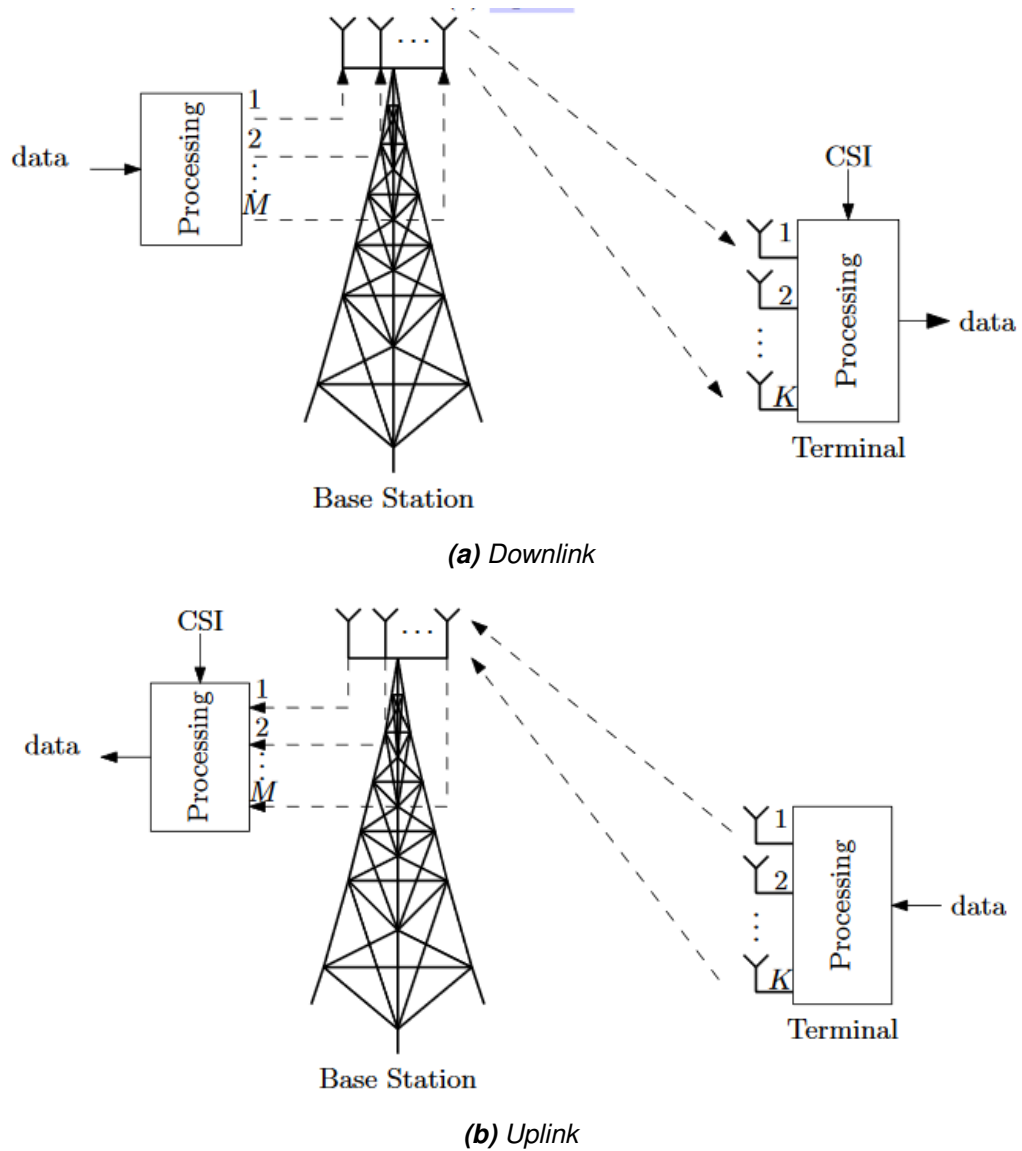 1
2
⋮
M
data
Processing
. . .
Base Station
CSI
1
2
⋮
K
Processing
data
Terminal
(a) Downlink
CSI
data
Processing
1
2
⋮
M
. . .
Base Station
1
2
⋮
K
Processing
data
Terminal
(b) Uplink